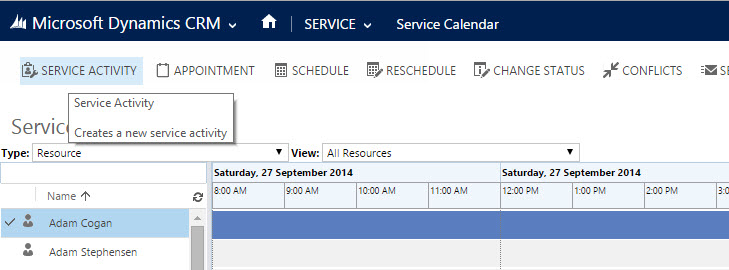 Microsoft Dynamics CRM SERVICE Service Calendar
SERVICE ACTIVITY APPOINTMENT SCHEDULE RESCHEDULE CHANGE STATUS CONFLICTS
Service Activity
Creates a new service activity
Servic
Type: Resource View: All Resources
Saturday, 27 September 2014 Saturday, 27 September 2014
Name 8:00 AM 9:00 AM 10:00 AM 11:00 AM 12:00 PM 1:00 PM 2:00 PM 3:0
Adam Cogan
Adam Stephensen